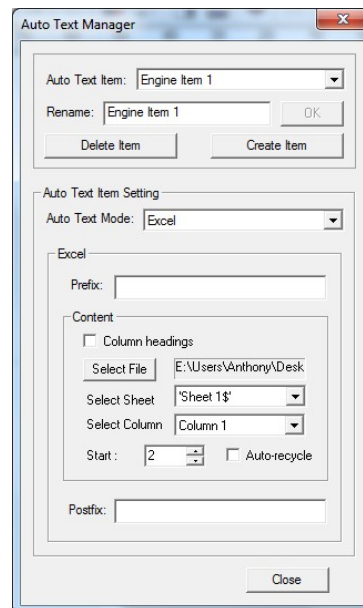 Auto Text Manager
Auto Text Item: Engine Item 1
Rename: Engine Item 1 OK
Delete Item Create Item
Auto Text Item Setting
Auto Text Mode: Excel
Excel
Prefix:
Content
Column headings
Select File E:\Users\Anthony\Desk
Select Sheet 'Sheet 1$'
Select Column Column 1
Start : 2 Auto-recycle
Postfix:
Close